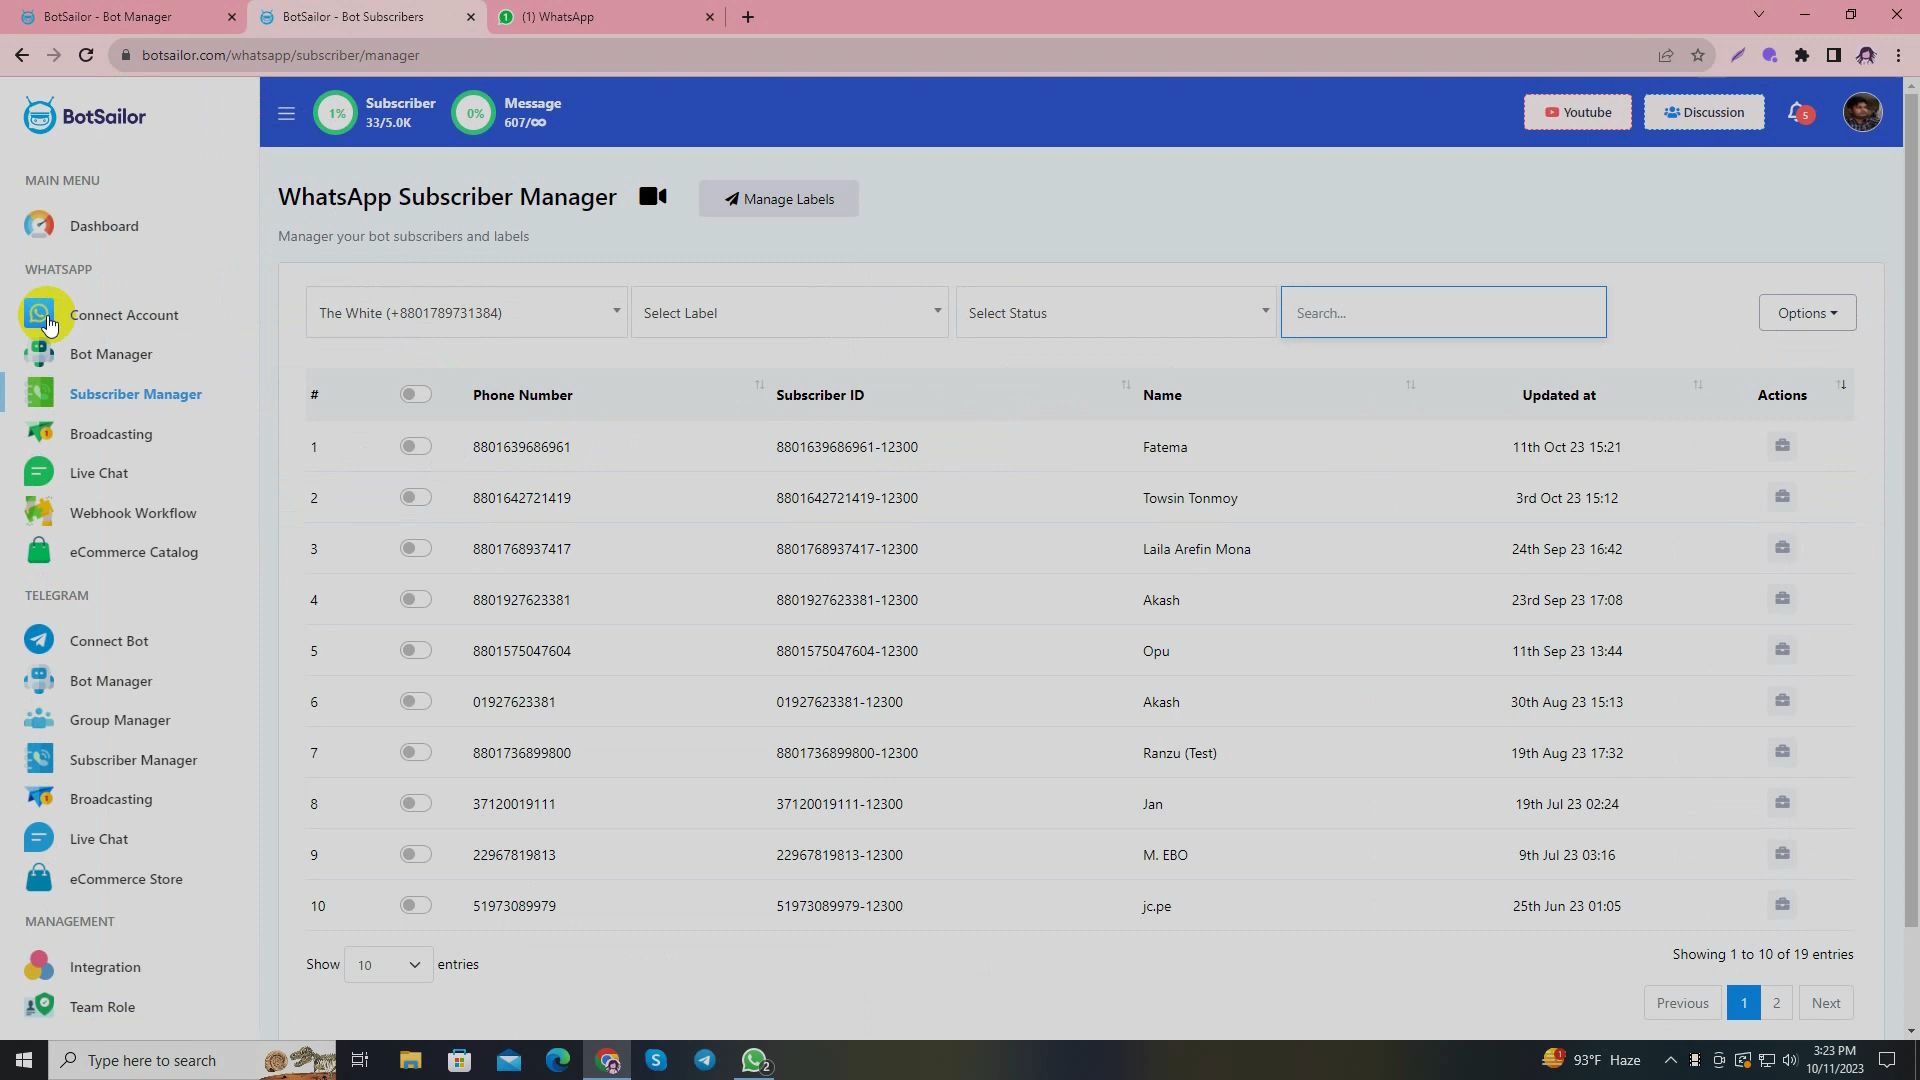 BotSailor - Bot Manager
BotSailor - Bot Subscribers
(1) WhatsApp
botsailor.com/whatsapp/subscriber/manager
BotSailor
1%
Subscriber
33/5.0K
0%
Message
607/∞
Youtube
Discussion
5
MAIN MENU
Dashboard
WHATSAPP
Connect Account
Bot Manager
Subscriber Manager
Broadcasting
Live Chat
Webhook Workflow
eCommerce Catalog
TELEGRAM
Connect Bot
Bot Manager
Group Manager
Subscriber Manager
Broadcasting
Live Chat
eCommerce Store
MANAGEMENT
Integration
Team Role
WhatsApp Subscriber Manager
Manage Labels
Manager your bot subscribers and labels
The White (+8801789731384)
Select Label
Select Status
Search...
Options
# Phone Number Subscriber ID Name Updated at Actions
1 8801639686961 8801639686961-12300 Fatema 11th Oct 23 15:21
2 8801642721419 8801642721419-12300 Towsin Tonmoy 3rd Oct 23 15:12
3 8801768937417 8801768937417-12300 Laila Arefin Mona 24th Sep 23 16:42
4 8801927623381 8801927623381-12300 Akash 23rd Sep 23 17:08
5 8801575047604 8801575047604-12300 Opu 11th Sep 23 13:44
6 01927623381 01927623381-12300 Akash 30th Aug 23 15:13
7 8801736899800 8801736899800-12300 Ranzu (Test) 19th Aug 23 17:32
8 37120019111 37120019111-12300 Jan 19th Jul 23 02:24
9 22967819813 22967819813-12300 M. EBO 9th Jul 23 03:16
10 51973089979 51973089979-12300 jc.pe 25th Jun 23 01:05
Show 10 entries
Showing 1 to 10 of 19 entries
Previous 1 2 Next
Type here to search
2
93°F Haze
3:23 PM
10/11/2023